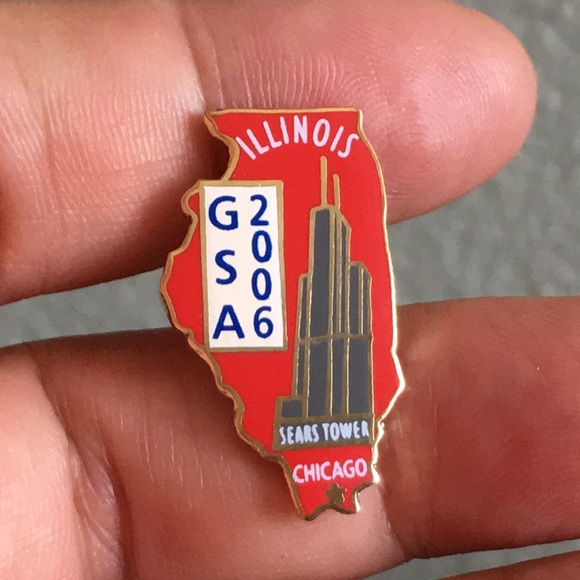 ILLINOIS
GSA
2006
SEARS TOWER
CHICAGO